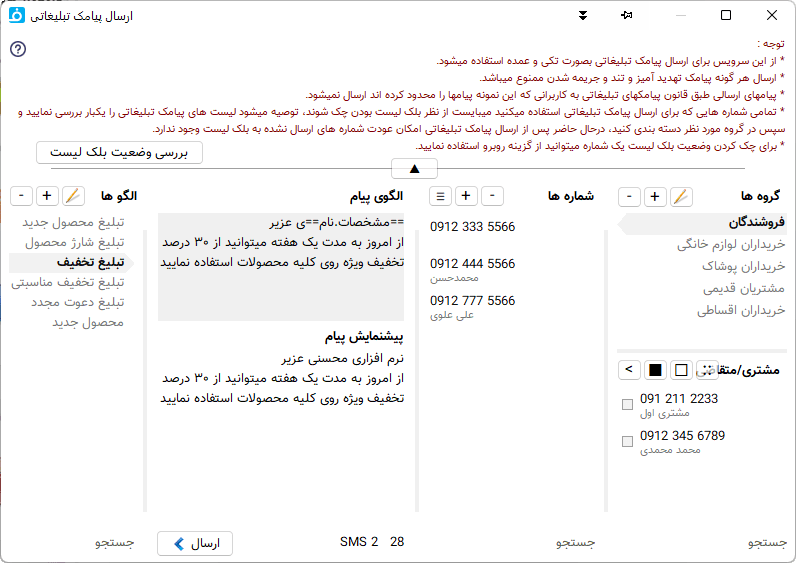 ارسال پیامک تبلیغاتی
توجه :
* از این سرویس برای ارسال پیامک تبلیغاتی بصورت تکی و عمده استفاده میشود.
* ارسال هر گونه پیامک تهدید آمیز و تند و جریمه شدن ممنوع میباشد.
* پیامهای ارسالی طبق قانون پیامکهای تبلیغاتی به کاربرانی که این نمونه پیامها را محدود کرده اند ارسال نمیشود.
* تمامی شماره هایی که برای ارسال پیامک تبلیغاتی استفاده میکنید میبایست از نظر بلک لیست بودن چک شوند، توصیه میشود لیست های پیامک تبلیغاتی را یکبار بررسی نمایید و
سپس در گروه مورد نظر دسته بندی کنید، درحال حاضر پس از ارسال پیامک تبلیغاتی امکان عودت شماره های ارسال نشده به بلک لیست وجود ندارد.
* برای چک کردن وضعیت بلک لیست یک شماره میتوانید از گزینه روبرو استفاده نمایید.
بررسی وضعیت بلک لیست
گروه ها
فروشندگان
خریداران لوازم خانگی
خریداران پوشاک
مشتریان قدیمی
خریداران اقساطی
مشتری/متقاضی
<
091 211 2233
مشتری اول
0912 345 6789
محمد محمدی
جستجو
شماره ها
0912 333 5566
0912 444 5566
محمدحسن
0912 777 5566
علی علوی
جستجو
الگوی پیام
==مشخصات.نام==ی عزیر
از امروز به مدت یک هفته میتوانید از ۳۰ درصد
تخفیف ویژه روی کلیه محصولات استفاده نمایید
پیشنمایش پیام
نرم افزاری محسنی عزیر
از امروز به مدت یک هفته میتوانید از ۳۰ درصد
تخفیف ویژه روی کلیه محصولات استفاده نمایید
SMS 2 28
ارسال
الگو ها
تبلیغ محصول جدید
تبلیغ شارژ محصول
تبلیغ تخفیف
تبلیغ تخفیف مناسبتی
تبلیغ دعوت مجدد
محصول جدید
جستجو